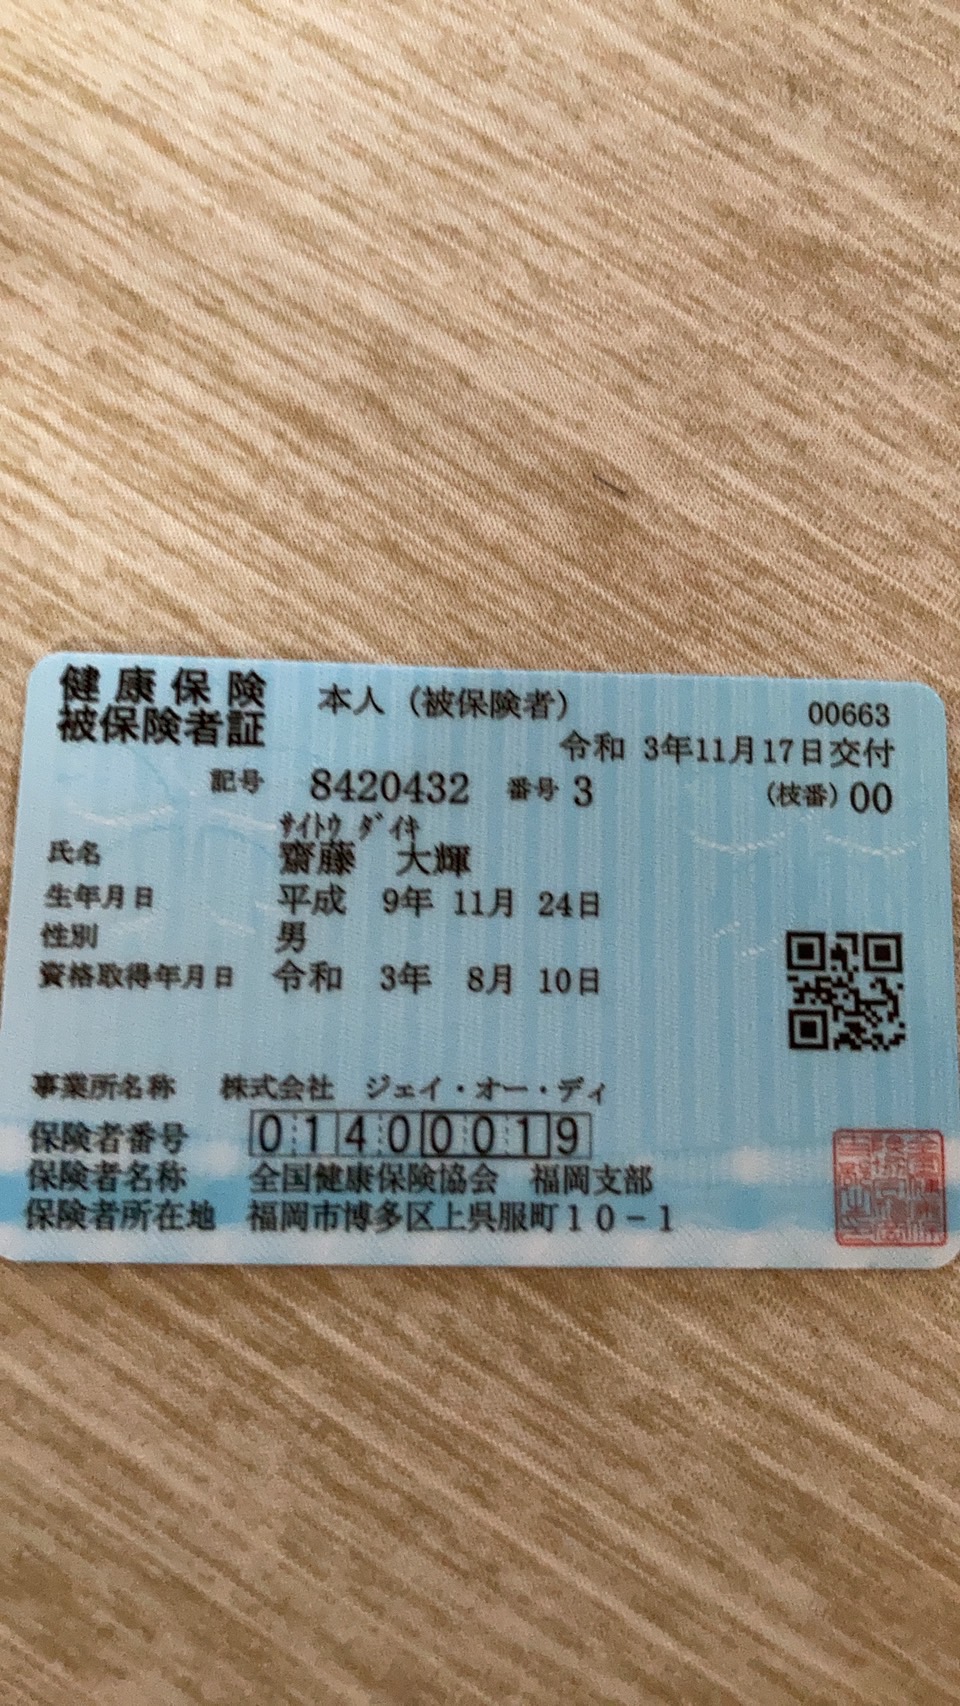 健康保険
被保険者証
本人（被保険者）
00663
令和 3年11月17日交付
記号 8420432 番号 3 (枝番) 00
ｻｲﾄｳ ﾀﾞｲｷ
氏名 齋藤 大輝
生年月日 平成 9年 11月 24日
性別 男
資格取得年月日 令和 3年 8月 10日
事業所名称 株式会社 ジェイ・オー・ディ
保険者番号 01400019
保険者名称 全国健康保険協会 福岡支部
保険者所在地 福岡市博多区上呉服町１０－１